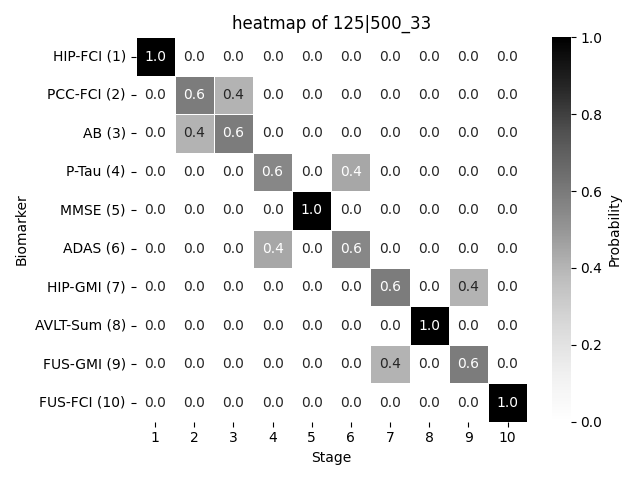 heatmap of 125|500_33
HIP-FCI (1) 1.0 0.0 0.0 0.0 0.0 0.0 0.0 0.0 0.0 0.0
PCC-FCI (2) 0.0 0.6 0.4 0.0 0.0 0.0 0.0 0.0 0.0 0.0
AB (3) 0.0 0.4 0.6 0.0 0.0 0.0 0.0 0.0 0.0 0.0
P-Tau (4) 0.0 0.0 0.0 0.6 0.0 0.4 0.0 0.0 0.0 0.0
MMSE (5) 0.0 0.0 0.0 0.0 1.0 0.0 0.0 0.0 0.0 0.0
ADAS (6) 0.0 0.0 0.0 0.4 0.0 0.6 0.0 0.0 0.0 0.0
HIP-GMI (7) 0.0 0.0 0.0 0.0 0.0 0.0 0.6 0.0 0.4 0.0
AVLT-Sum (8) 0.0 0.0 0.0 0.0 0.0 0.0 0.0 1.0 0.0 0.0
FUS-GMI (9) 0.0 0.0 0.0 0.0 0.0 0.0 0.4 0.0 0.6 0.0
FUS-FCI (10) 0.0 0.0 0.0 0.0 0.0 0.0 0.0 0.0 0.0 1.0
1 2 3 4 5 6 7 8 9 10
Stage
Biomarker
1.0
0.8
0.6
0.4
0.2
0.0
Probability